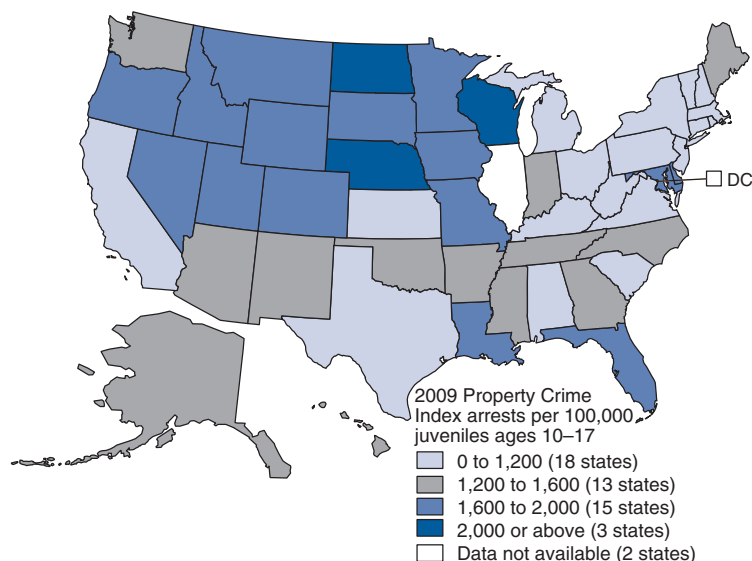 DC
2009 Property Crime
Index arrests per 100,000
juveniles ages 10–17
0 to 1,200 (18 states)
1,200 to 1,600 (13 states)
1,600 to 2,000 (15 states)
2,000 or above (3 states)
Data not available (2 states)